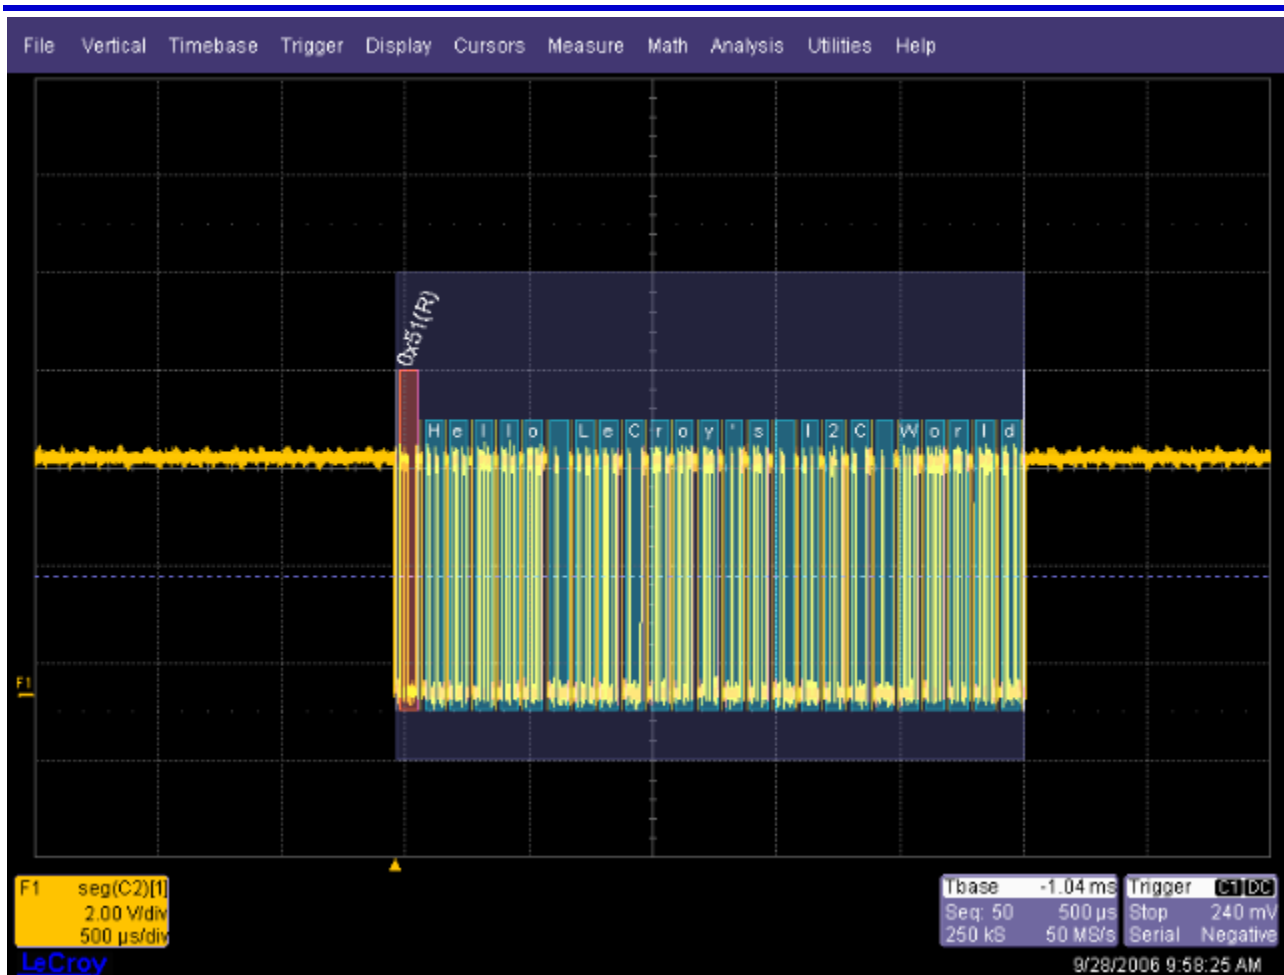 File Vertical Timebase Trigger Display Cursors Measure Math Analysis Utilities Help
0x51(R)
H e l l o L e C r o y ' s I 2 C W o r l d
F1
F1 seg(C2)[1]
2.00 V/div
500 µs/div
Tbase -1.04 ms
Seq: 50 500 µs
250 kS 50 MS/s
Trigger C1 DC
Stop 240 mV
Serial Negative
LeCroy
9/28/2006 9:58:25 AM